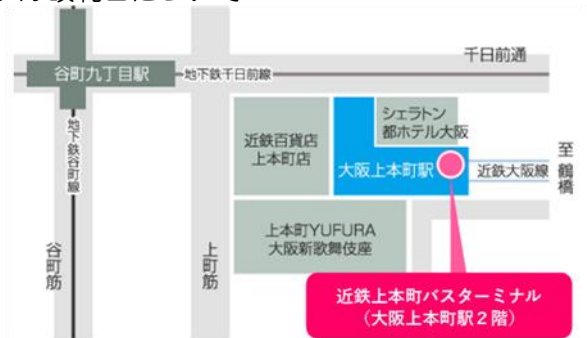 千日前通
谷町九丁目駅
地下鉄千日前線
地下鉄谷町線
近鉄百貨店
上本町店
シェラトン
都ホテル大阪
大阪上本町駅
近鉄大阪線
至
鶴橋
上本町YUFURA
大阪新歌舞伎座
谷町筋
上町筋
近鉄上本町バスターミナル
（大阪上本町駅２階）